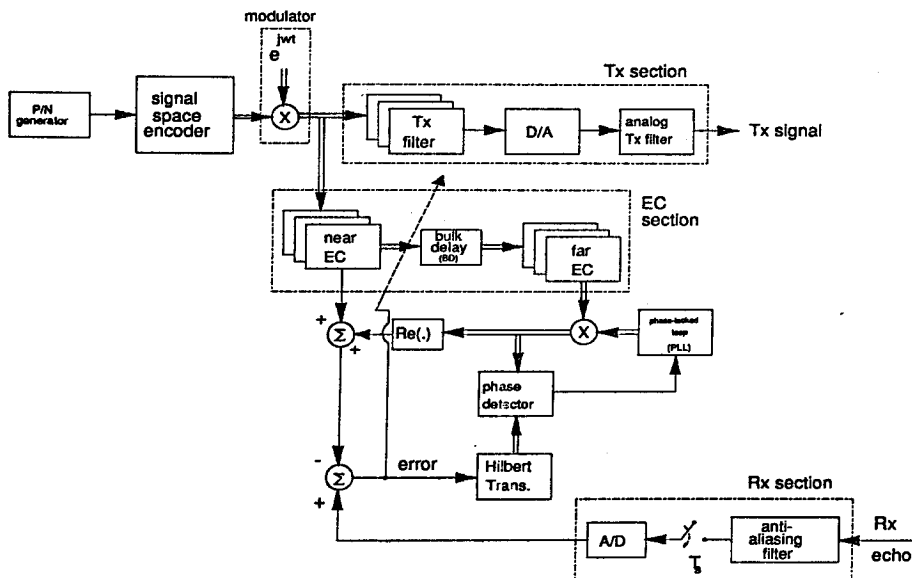 modulator
jwt
e
P/N
generator
signal
space
encoder
X
Tx section
Tx
filter
D/A
analog
Tx filter
Tx signal
EC
section
near
EC
bulk
delay
(BD)
far
EC
+
Σ
+
Re(.)
X
phase-locked
loop
(PLL)
phase
detector
-
Σ
+
error
Hilbert
Trans.
Rx section
A/D
Ts
anti-
aliasing
filter
Rx
echo